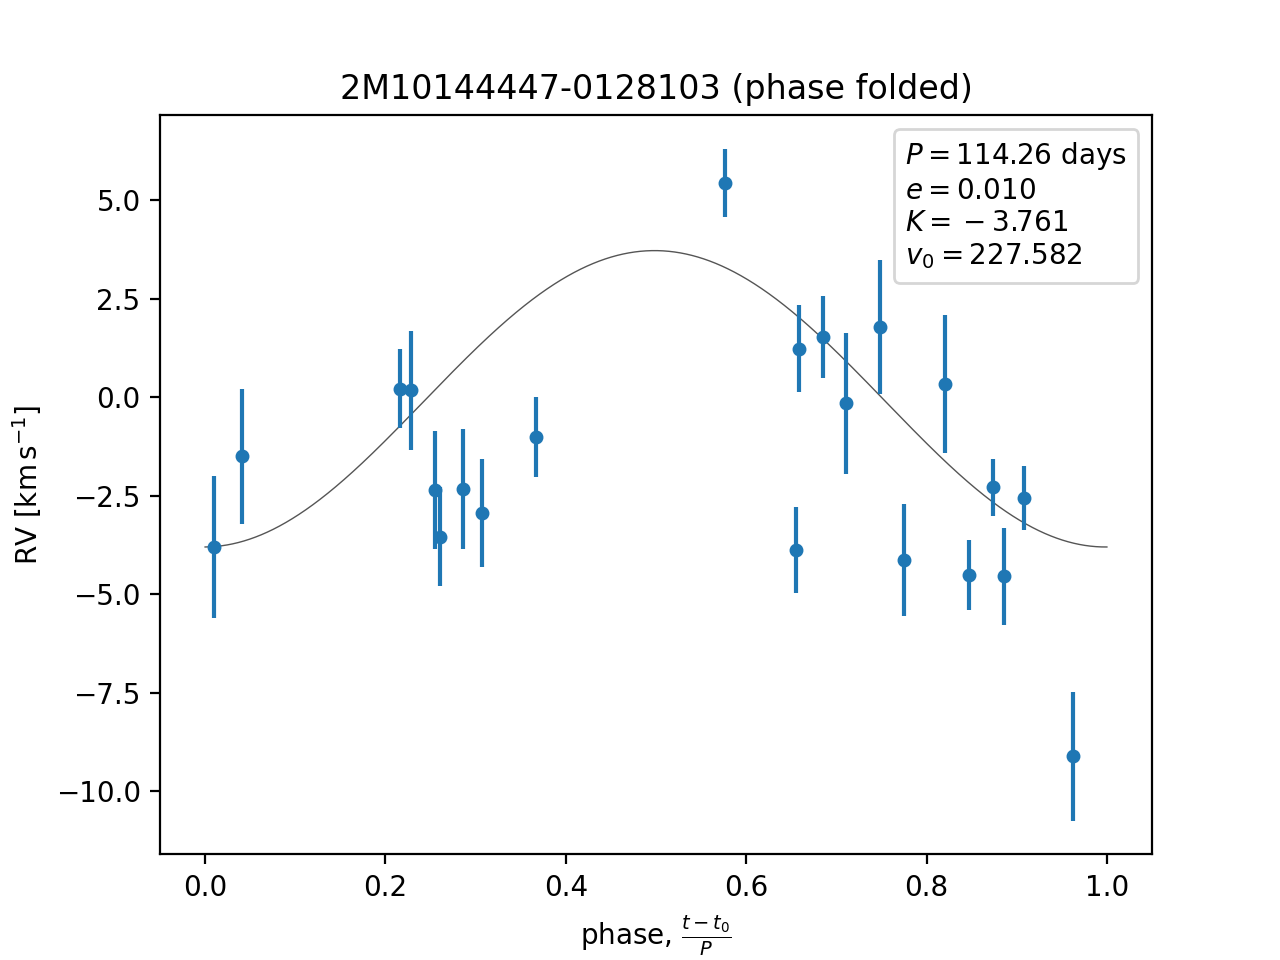 2M10144447-0128103 (phase folded)
P = 114.26 days
e = 0.010
K = −3.761
v₀ = 227.582
RV [km s⁻¹]
5.0
2.5
0.0
−2.5
−5.0
−7.5
−10.0
0.0 0.2 0.4 0.6 0.8 1.0
phase, (t − t₀)/P